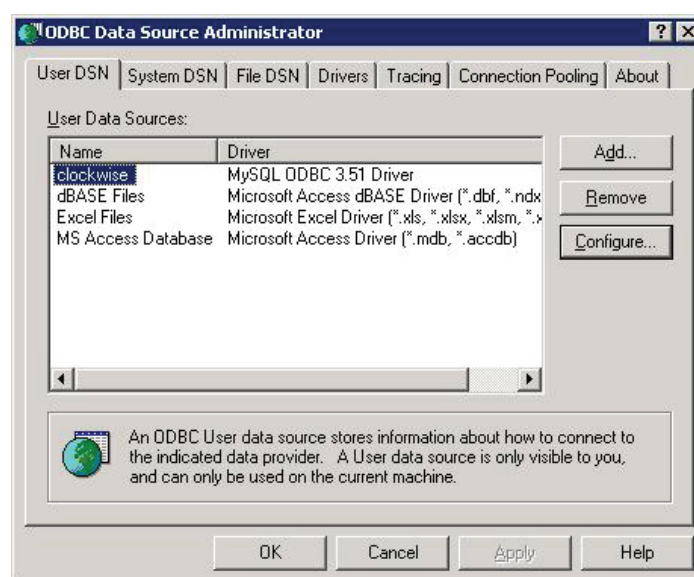 ODBC Data Source Administrator
User DSN System DSN File DSN Drivers Tracing Connection Pooling About
User Data Sources:
Name Driver
clockwise MySQL ODBC 3.51 Driver
dBASE Files Microsoft Access dBASE Driver (*.dbf, *.ndx
Excel Files Microsoft Excel Driver (*.xls, *.xlsx, *.xlsm, *.x
MS Access Database Microsoft Access Driver (*.mdb, *.accdb)
Add...
Remove
Configure...
An ODBC User data source stores information about how to connect to
the indicated data provider. A User data source is only visible to you,
and can only be used on the current machine.
OK Cancel Apply Help